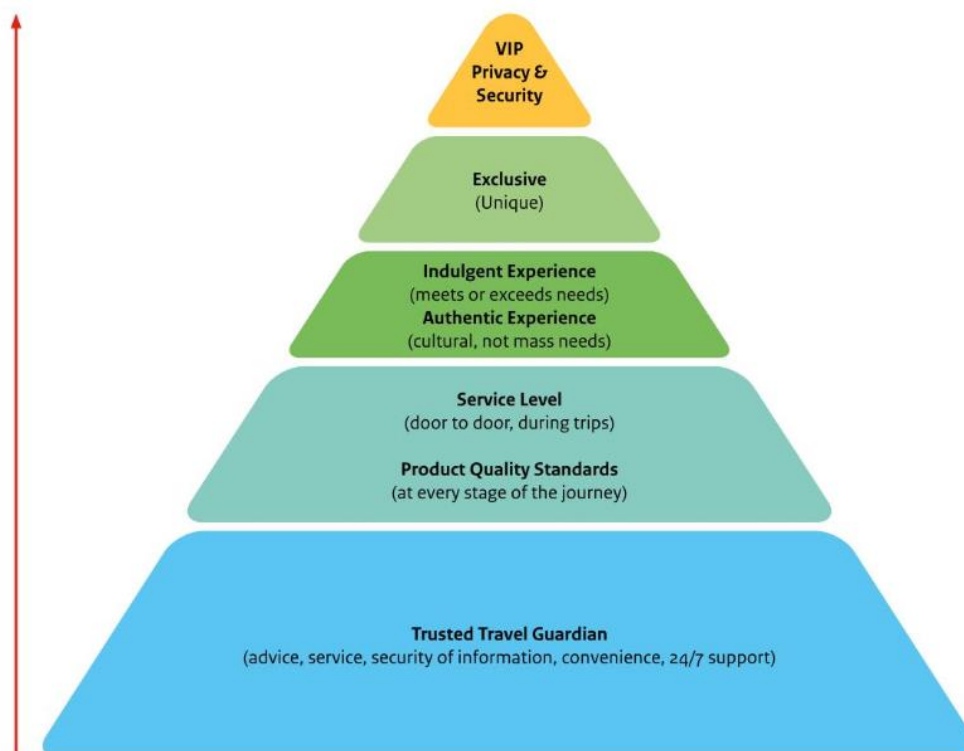 VIP
Privacy &
Security
Exclusive
(Unique)
Indulgent Experience
(meets or exceeds needs)
Authentic Experience
(cultural, not mass needs)
Service Level
(door to door, during trips)
Product Quality Standards
(at every stage of the journey)
Trusted Travel Guardian
(advice, service, security of information, convenience, 24/7 support)